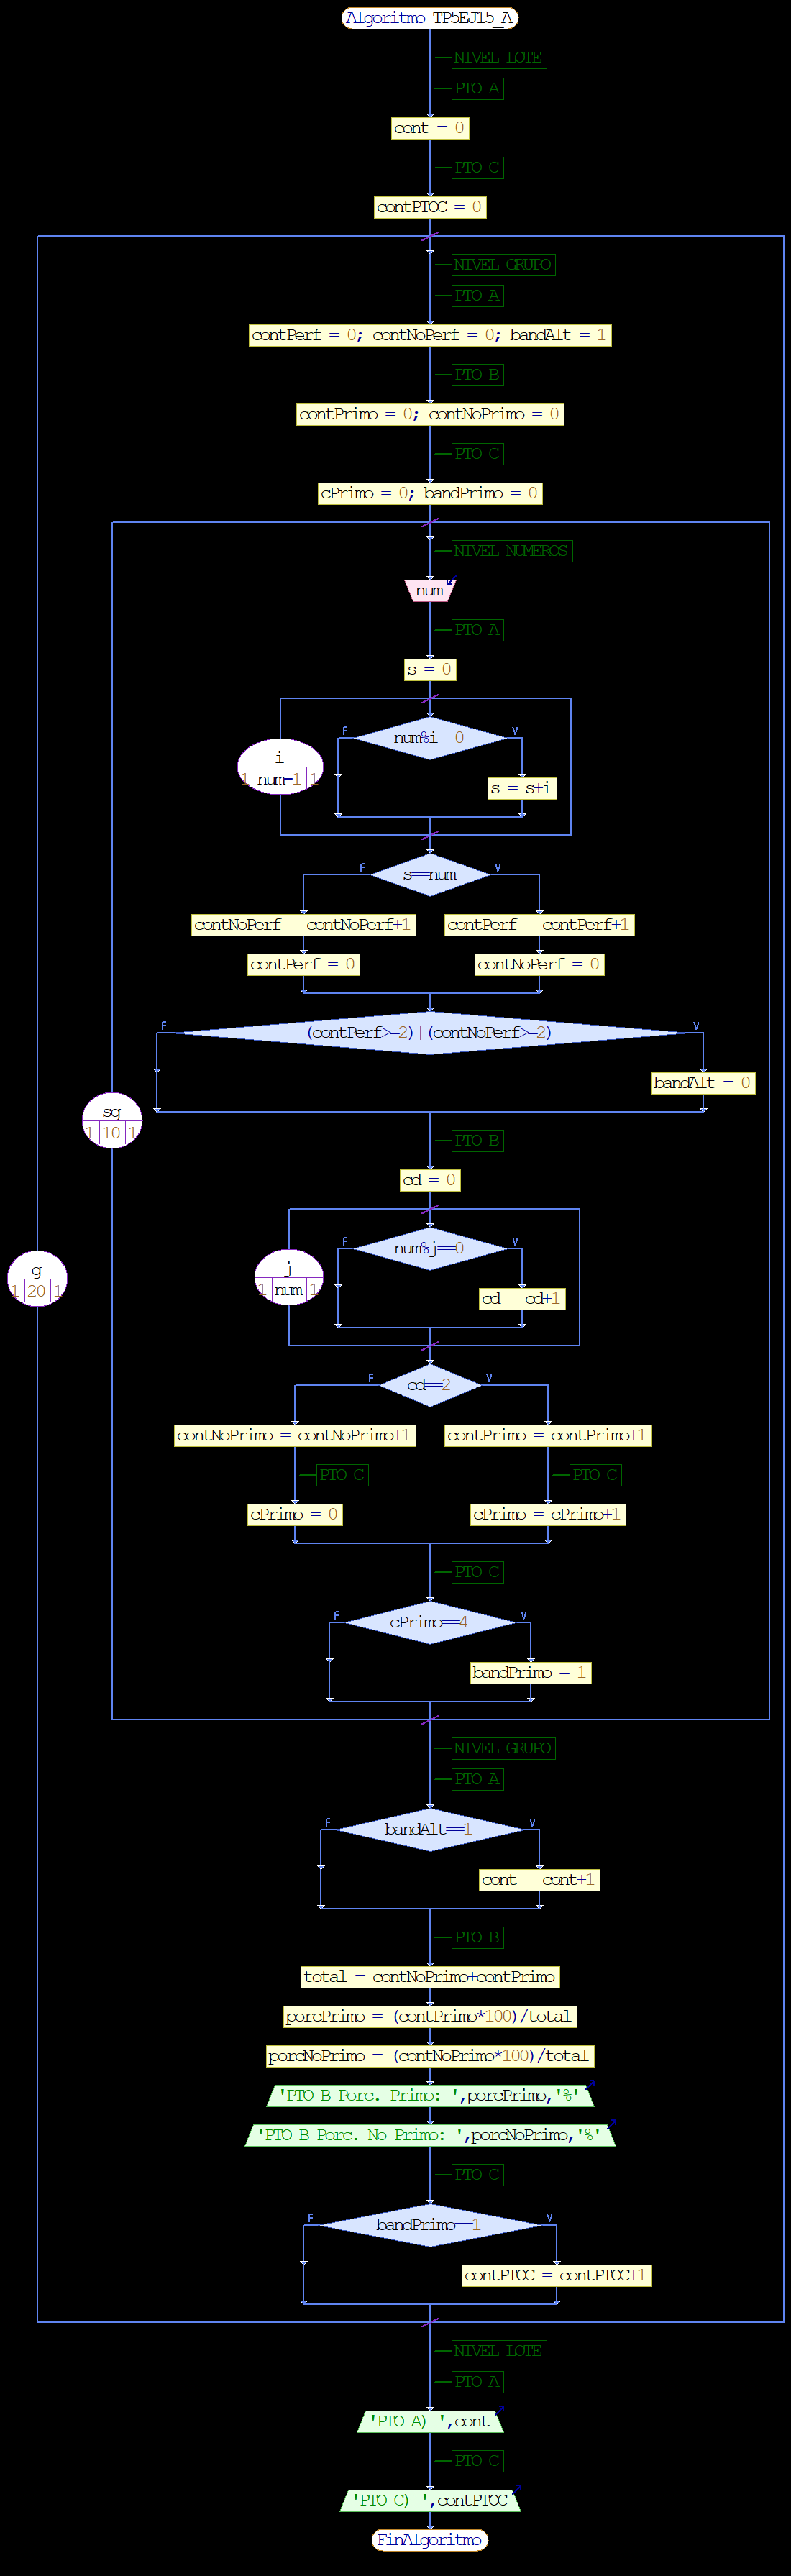 Algoritmo TP5EJ15_A
NIVEL LOTE
PTO A
cont = 0
PTO C
contPTOC = 0
NIVEL GRUPO
PTO A
contPerf = 0; contNoPerf = 0; bandAlt = 1
PTO B
contPrimo = 0; contNoPrimo = 0
PTO C
cPrimo = 0; bandPrimo = 0
NIVEL NUMEROS
num
PTO A
s = 0
i
1 num-1 1
num%i==0
F
V
s = s+i
s==num
F
V
contNoPerf = contNoPerf+1
contPerf = 0
contPerf = contPerf+1
contNoPerf = 0
(contPerf>=2)|(contNoPerf>=2)
F
V
bandAlt = 0
sg
1 10 1
PTO B
cd = 0
g
1 20 1
j
1 num 1
num%j==0
F
V
cd = cd+1
cd==2
F
V
contNoPrimo = contNoPrimo+1
PTO C
cPrimo = 0
contPrimo = contPrimo+1
PTO C
cPrimo = cPrimo+1
PTO C
cPrimo==4
F
V
bandPrimo = 1
NIVEL GRUPO
PTO A
bandAlt==1
F
V
cont = cont+1
PTO B
total = contNoPrimo+contPrimo
porcPrimo = (contPrimo*100)/total
porcNoPrimo = (contNoPrimo*100)/total
'PTO B Porc. Primo: ',porcPrimo,'%'
'PTO B Porc. No Primo: ',porcNoPrimo,'%'
PTO C
bandPrimo==1
F
V
contPTOC = contPTOC+1
NIVEL LOTE
PTO A
'PTO A) ',cont
PTO C
'PTO C) ',contPTOC
FinAlgoritmo